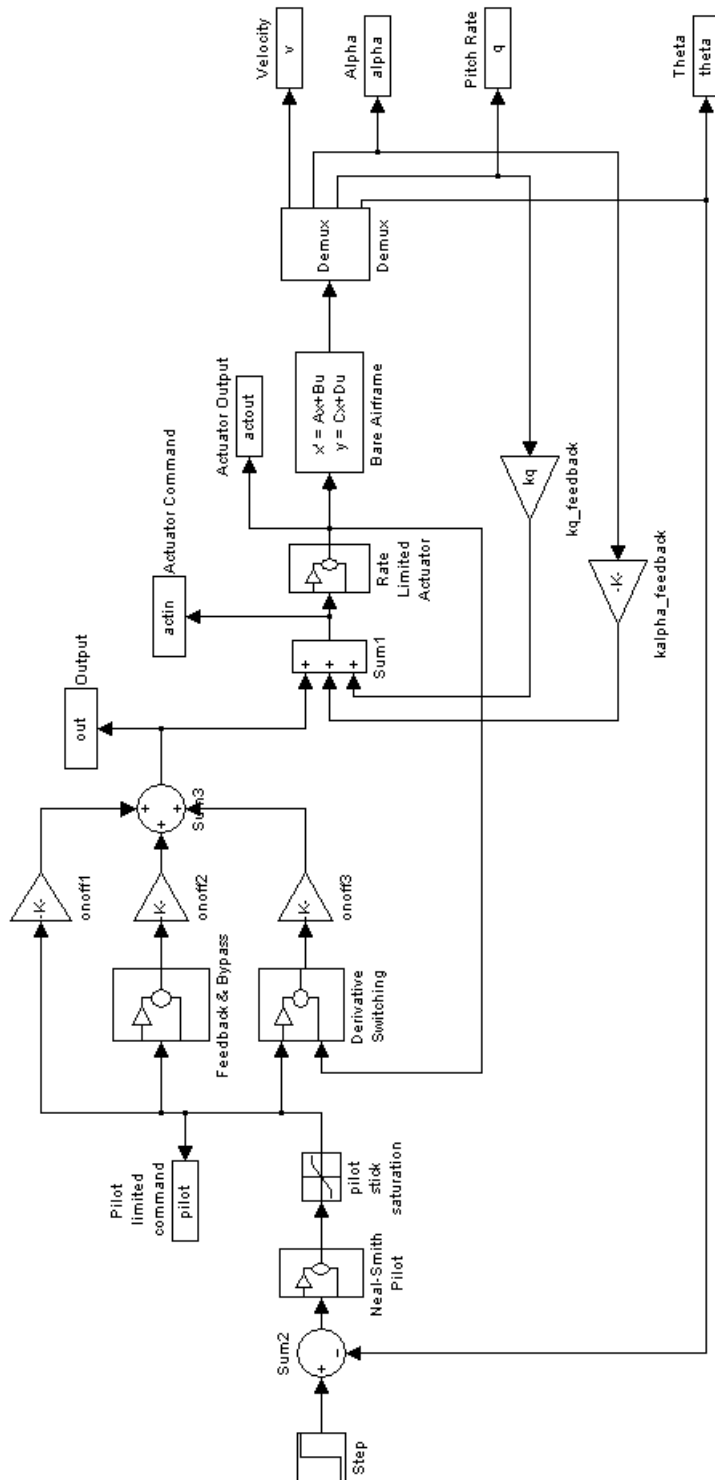 Step
+
-
Sum2
Neal-Smith
Pilot
pilot
stick
saturation
Pilot
limited
command
pilot
Feedback & Bypass
Derivative
Switching
-K-
onoff1
-K-
onoff2
-K-
onoff3
+
+
+
Sum3
Output
out
+
+
+
Sum1
Actuator Command
actin
Rate
Limited
Actuator
Actuator Output
actout
x' = Ax+Bu
y = Cx+Du
Bare Airframe
kq
kq_feedback
-K-
kalpha_feedback
Demux
Demux
Velocity
v
Alpha
alpha
Pitch Rate
q
Theta
theta